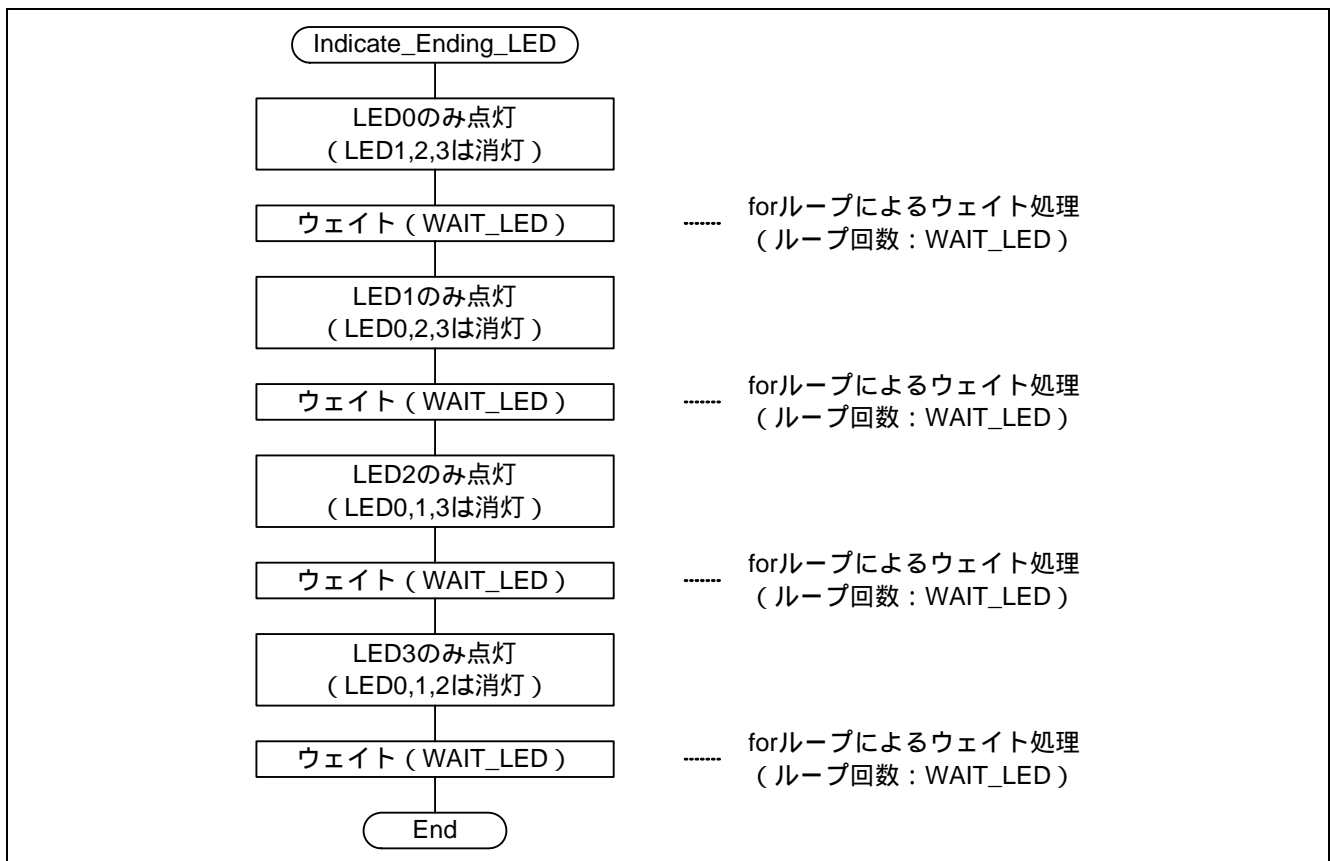 Indicate_Ending_LED
LED0のみ点灯
（LED1,2,3は消灯）
ウェイト（WAIT_LED）
forループによるウェイト処理
（ループ回数：WAIT_LED）
LED1のみ点灯
（LED0,2,3は消灯）
ウェイト（WAIT_LED）
forループによるウェイト処理
（ループ回数：WAIT_LED）
LED2のみ点灯
（LED0,1,3は消灯）
ウェイト（WAIT_LED）
forループによるウェイト処理
（ループ回数：WAIT_LED）
LED3のみ点灯
（LED0,1,2は消灯）
ウェイト（WAIT_LED）
forループによるウェイト処理
（ループ回数：WAIT_LED）
End